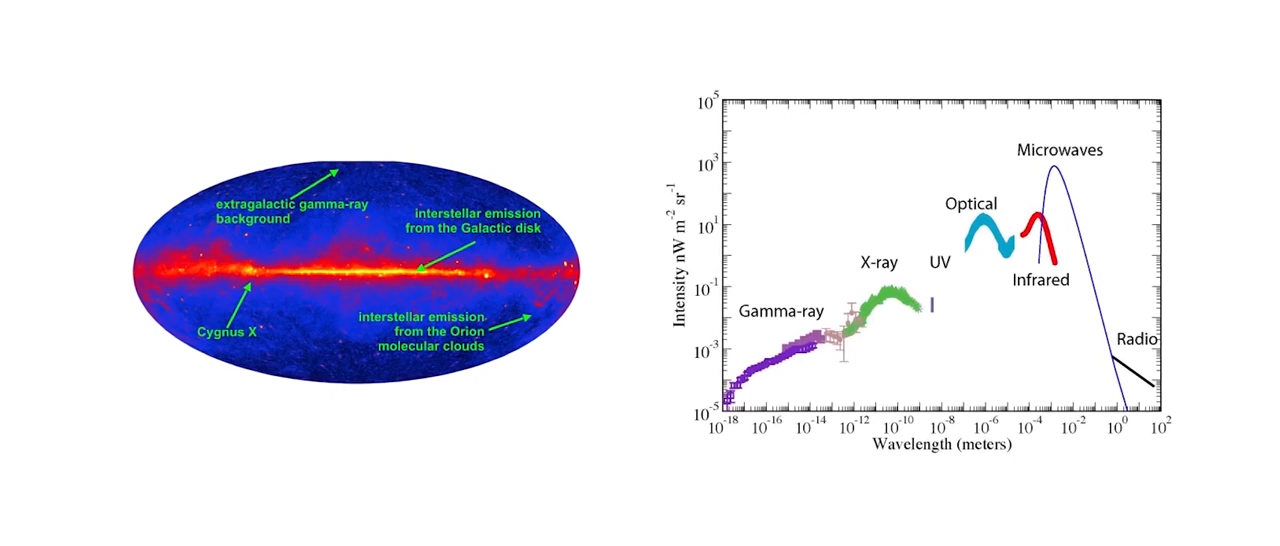 extragalactic gamma-ray
background
interstellar emission
from the Galactic disk
Cygnus X
interstellar emission
from the Orion
molecular clouds
10^5
10^3
10^1
10^-1
10^-3
10^-5
Intensity nW m^-2 sr^-1
Microwaves
Optical
X-ray
UV
Infrared
Gamma-ray
Radio
10^-18 10^-16 10^-14 10^-12 10^-10 10^-8 10^-6 10^-4 10^-2 10^0 10^2
Wavelength (meters)